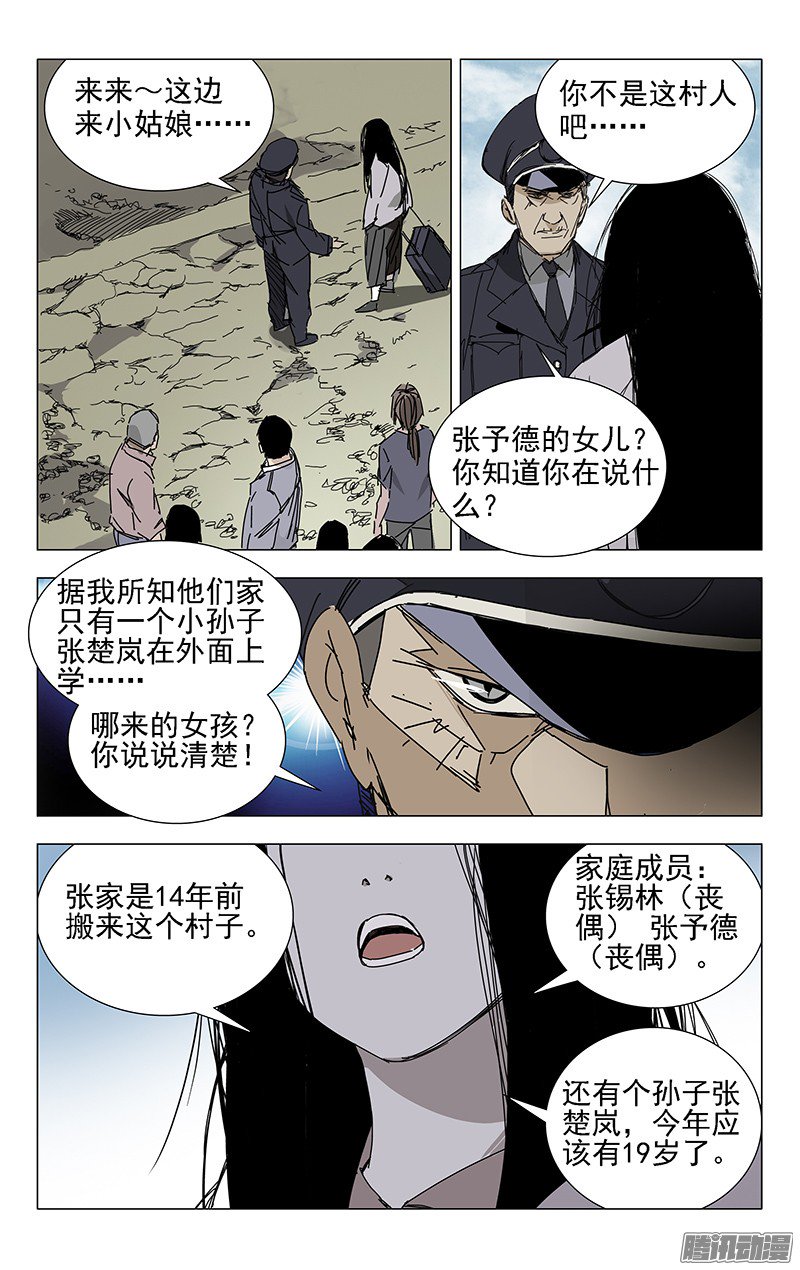 来来～这边
来小姑娘……
你不是这村人
吧……
张予德的女儿？
你知道你在说什
么？
据我所知他们家
只有一个小孙子
张楚岚在外面上
学……
哪来的女孩？
你说说清楚！
张家是14年前
搬来这个村子。
家庭成员：
张锡林（丧
偶） 张予德
（丧偶）。
还有个孙子张
楚岚，今年应
该有19岁了。
腾讯动漫